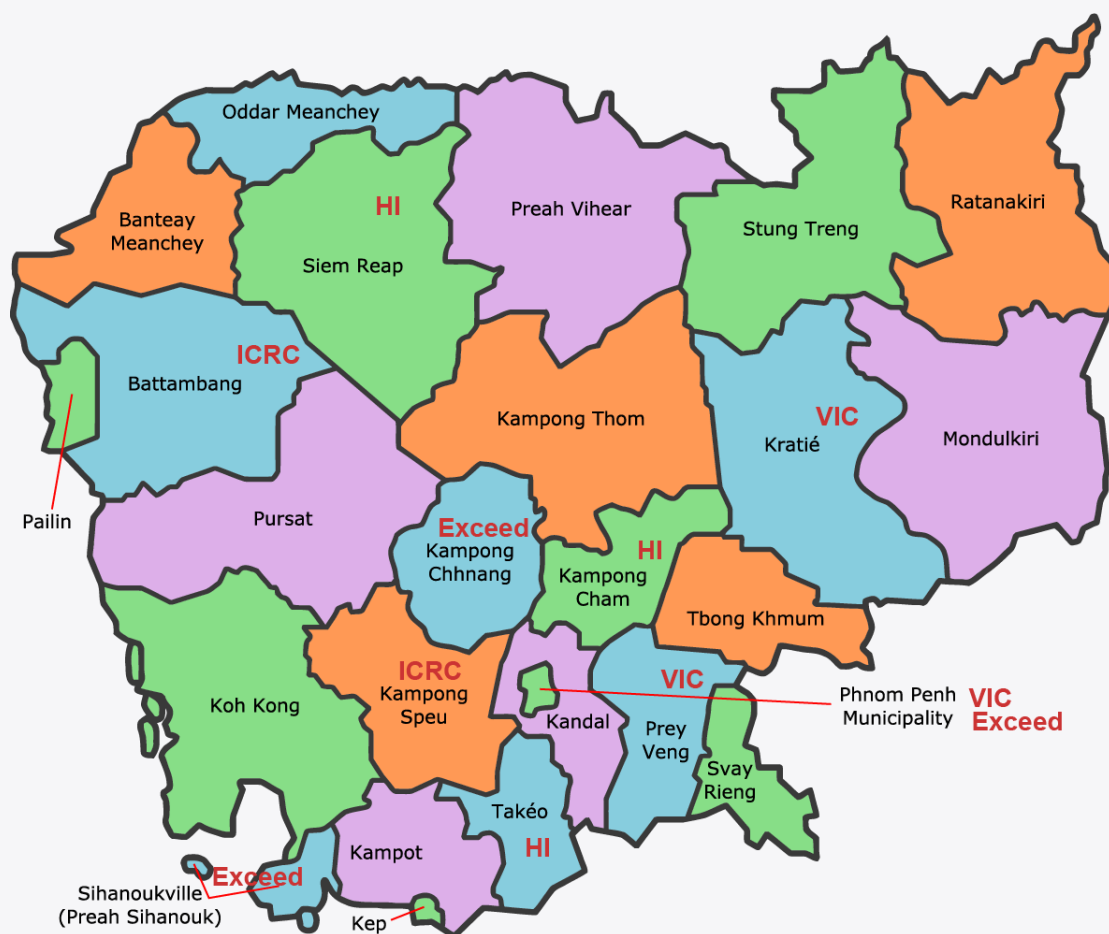 Oddar Meanchey
Banteay
Meanchey
HI
Siem Reap
Preah Vihear
Stung Treng
Ratanakiri
ICRC
Battambang
Pailin
Kampong Thom
VIC
Kratié
Mondulkiri
Pursat
Exceed
Kampong
Chhnang
HI
Kampong
Cham
Tbong Khmum
Koh Kong
ICRC
Kampong
Speu
Kandal
VIC
Prey
Veng
Phnom Penh
Municipality
VIC
Exceed
Svay
Rieng
Takéo
HI
Kampot
Exceed
Sihanoukville
(Preah Sihanouk)
Kep